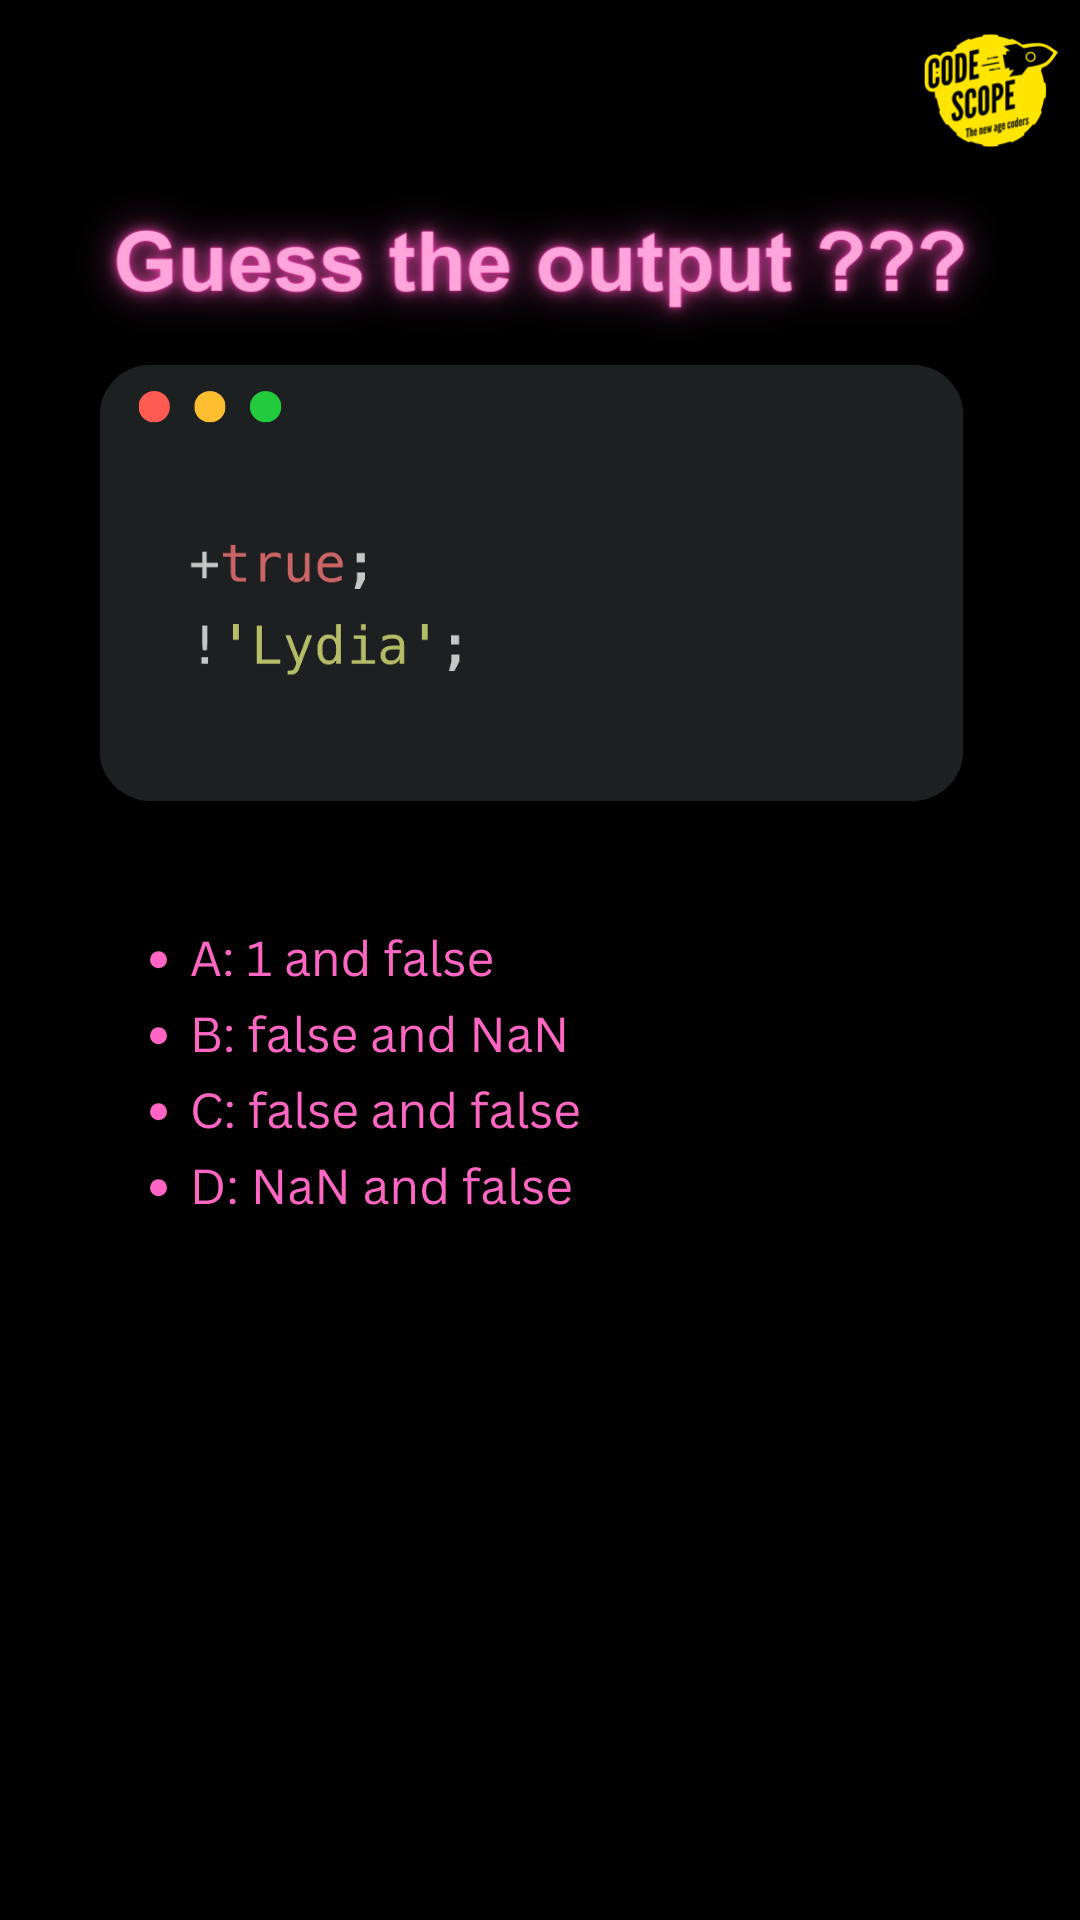 CODE
SCOPE
The new age coders
Guess the output ???
+true;
!'Lydia';
• A: 1 and false
• B: false and NaN
• C: false and false
• D: NaN and false